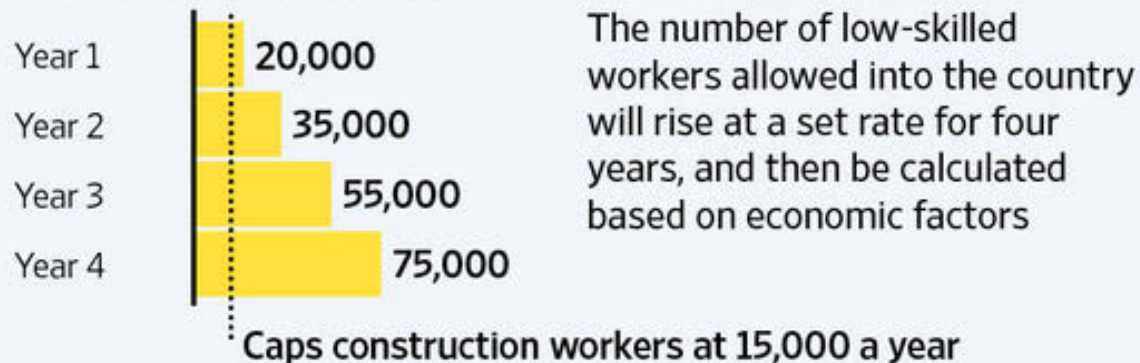 Year 1 20,000
Year 2 35,000
Year 3 55,000
Year 4 75,000
Caps construction workers at 15,000 a year
The number of low-skilled
workers allowed into the country
will rise at a set rate for four
years, and then be calculated
based on economic factors